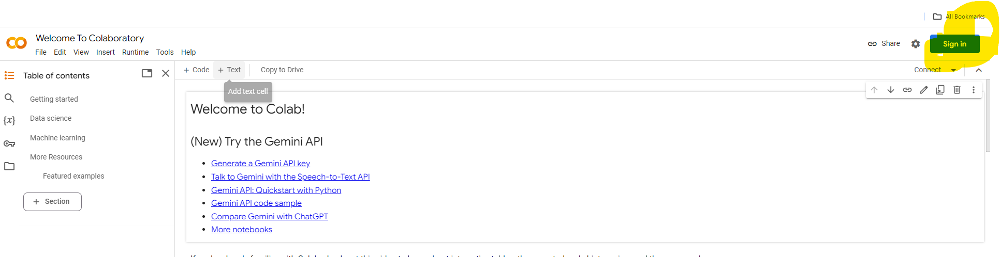 All Bookmarks
Welcome To Colaboratory
File Edit View Insert Runtime Tools Help
Share
Sign in
Table of contents
+ Code + Text Copy to Drive
Connect
Add text cell
Getting started
Data science
Machine learning
More Resources
Featured examples
+ Section
{x}
Welcome to Colab!
(New) Try the Gemini API
• Generate a Gemini API key
• Talk to Gemini with the Speech-to-Text API
• Gemini API: Quickstart with Python
• Gemini API code sample
• Compare Gemini with ChatGPT
• More notebooks